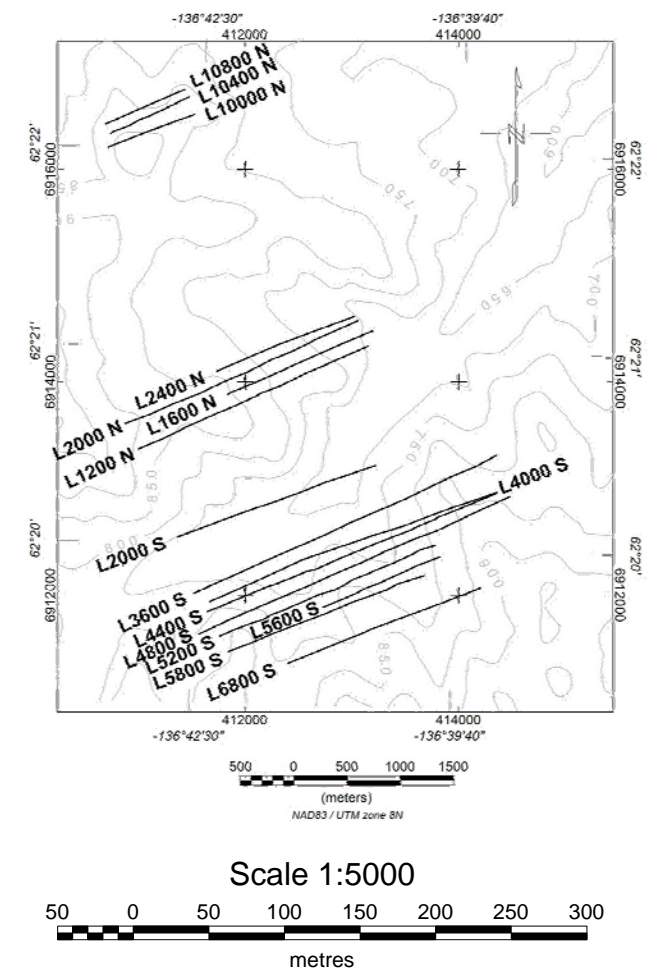 -136°42'30" -136°39'40"
412000 414000
L10800 N
L10400 N
L10000 N
62°22'
6916000
62°22'
6916000
700
750
600
650
700
62°21'
6914000
62°21'
6914000
L2400 N
L2000 N
L1600 N
L1200 N
750
850
L4000 S
800
L2000 S
62°20'
6912000
62°20'
6912000
900
L3600 S
L4400 S
L4800 S
L5200 S
L5600 S
L5800 S
L6800 S
850
412000 414000
-136°42'30" -136°39'40"
500 0 500 1000 1500
(meters)
NAD83 / UTM zone 8N
Scale 1:5000
50 0 50 100 150 200 250 300
metres